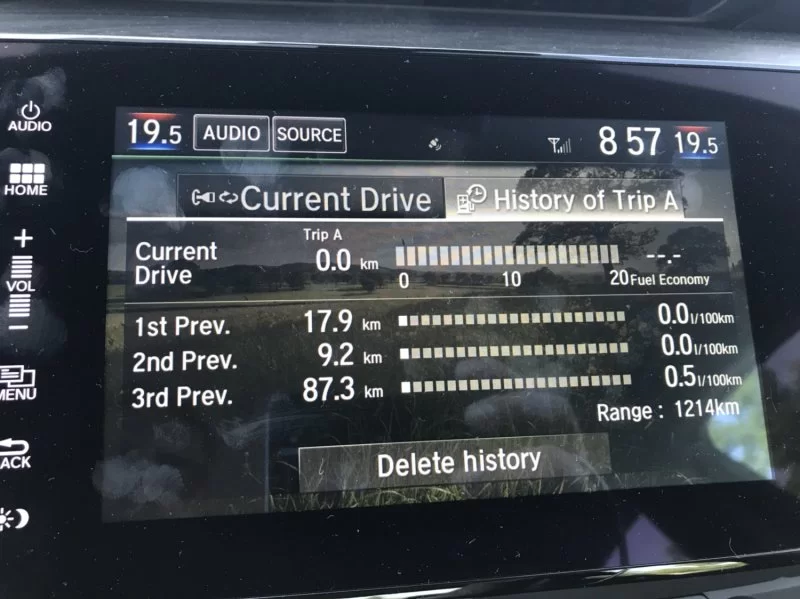 AUDIO
HOME
+
VOL
−
MENU
ACK
19.5 AUDIO SOURCE 8 57 19.5
Current Drive History of Trip A
Trip A
Current Drive 0.0 km 0 10 20 --.- Fuel Economy
1st Prev. 17.9 km 0.0 l/100km
2nd Prev. 9.2 km 0.0 l/100km
3rd Prev. 87.3 km 0.5 l/100km
Range : 1214km
Delete history